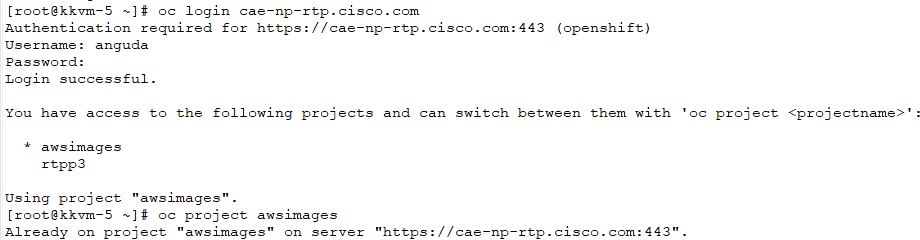 [root@kkvm-5 ~]# oc login cae-np-rtp.cisco.com
Authentication required for https://cae-np-rtp.cisco.com:443 (openshift)
Username: anguda
Password:
Login successful.
You have access to the following projects and can switch between them with 'oc project <projectname>':
* awsimages
rtpp3
Using project "awsimages".
[root@kkvm-5 ~]# oc project awsimages
Already on project "awsimages" on server "https://cae-np-rtp.cisco.com:443".